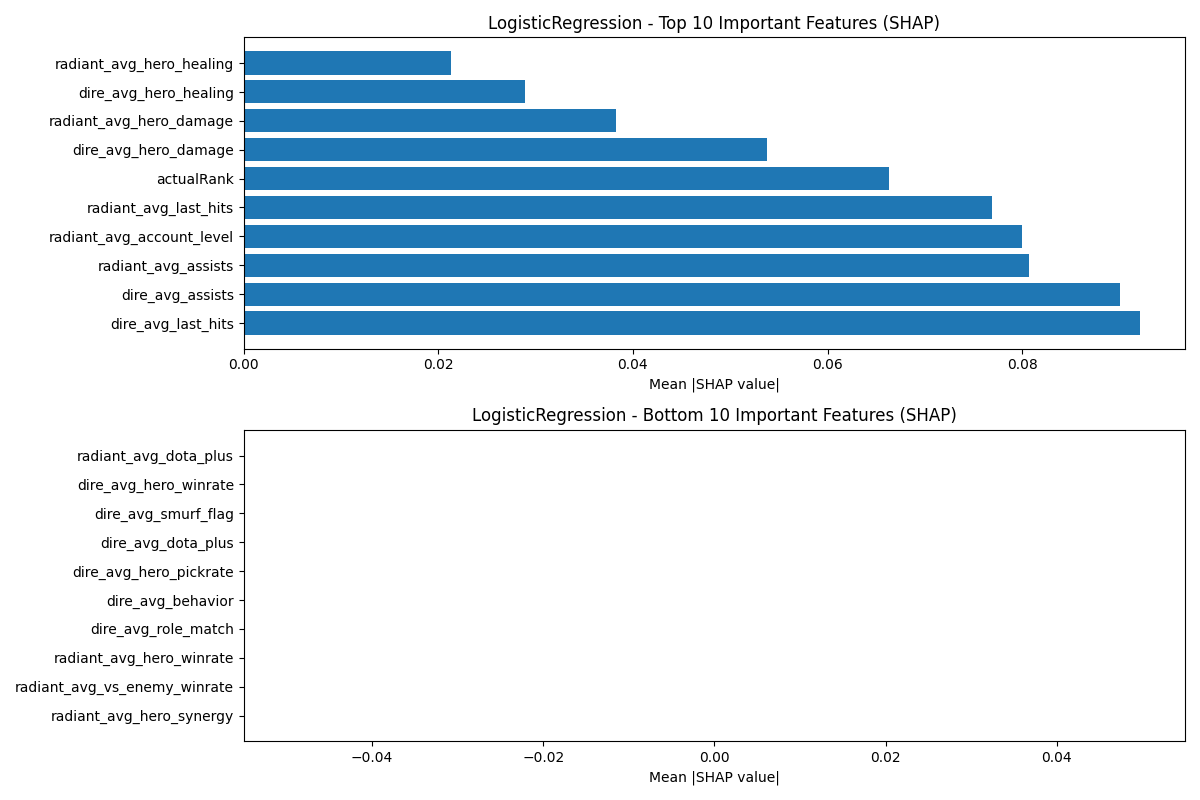 LogisticRegression - Top 10 Important Features (SHAP)
radiant_avg_hero_healing
dire_avg_hero_healing
radiant_avg_hero_damage
dire_avg_hero_damage
actualRank
radiant_avg_last_hits
radiant_avg_account_level
radiant_avg_assists
dire_avg_assists
dire_avg_last_hits
0.00 0.02 0.04 0.06 0.08
Mean |SHAP value|
LogisticRegression - Bottom 10 Important Features (SHAP)
radiant_avg_dota_plus
dire_avg_hero_winrate
dire_avg_smurf_flag
dire_avg_dota_plus
dire_avg_hero_pickrate
dire_avg_behavior
dire_avg_role_match
radiant_avg_hero_winrate
radiant_avg_vs_enemy_winrate
radiant_avg_hero_synergy
−0.04 −0.02 0.00 0.02 0.04
Mean |SHAP value|